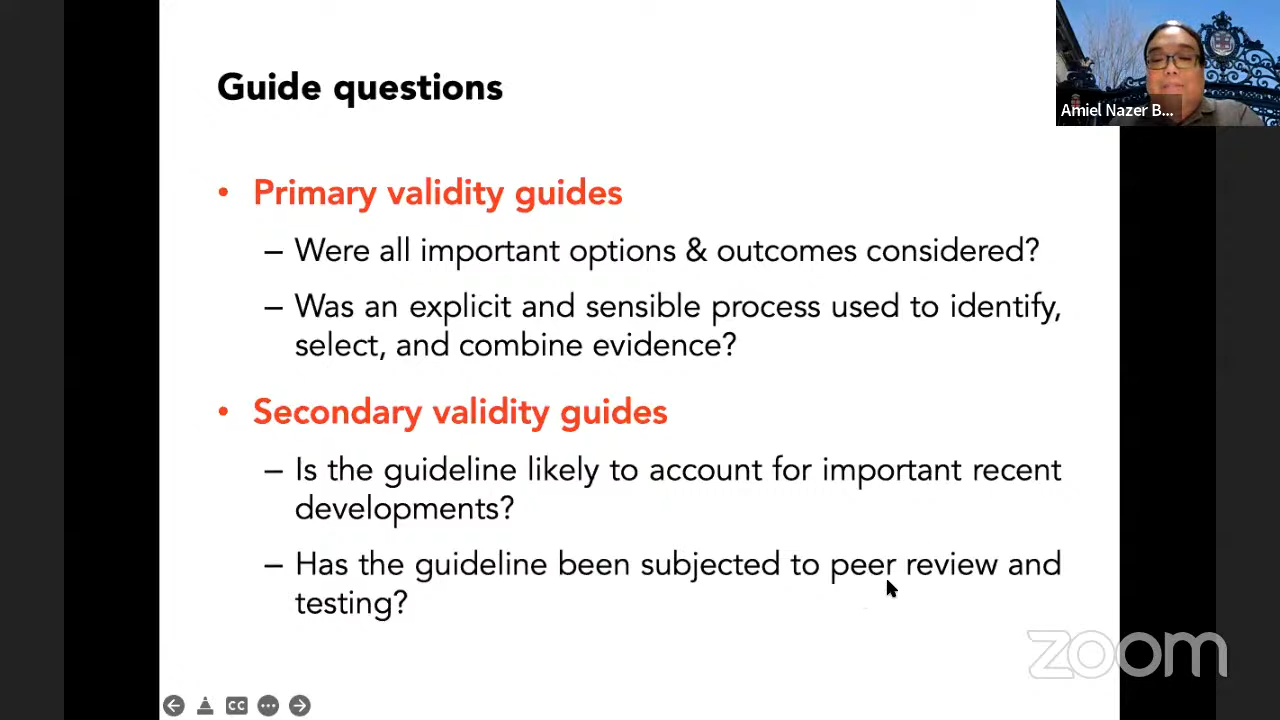 Guide questions
Amiel Nazer B...
• Primary validity guides
– Were all important options & outcomes considered?
– Was an explicit and sensible process used to identify,
select, and combine evidence?
• Secondary validity guides
– Is the guideline likely to account for important recent
developments?
– Has the guideline been subjected to peer review and
testing?
zoom
CC